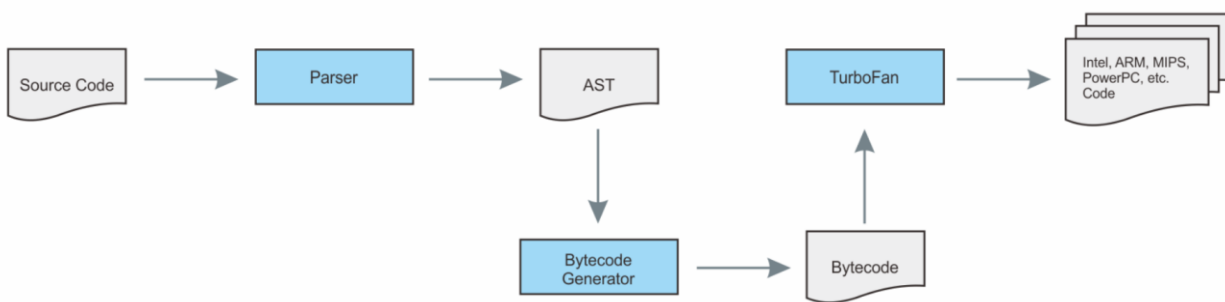 Source Code
Parser
AST
TurboFan
Intel, ARM, MIPS,
PowerPC, etc.
Code
Bytecode
Generator
Bytecode